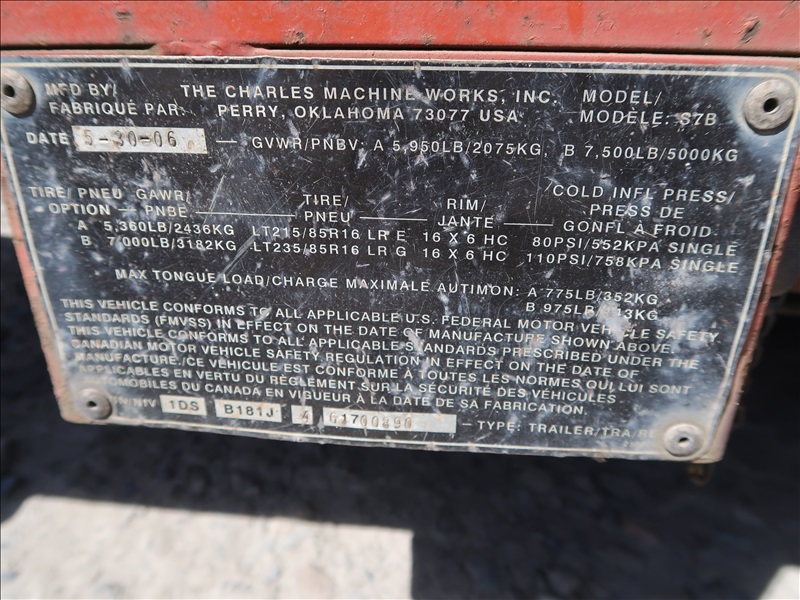 MFD BY/ THE CHARLES MACHINE WORKS, INC. MODEL/
FABRIQUÉ PAR: PERRY, OKLAHOMA 73077 USA MODÈLE: S7B
DATE 5-30-06 — GVWR/PNBV: A 5,950LB/2075KG, B 7,500LB/5000KG
TIRE/PNEU GAWR/ TIRE/ RIM/ COLD INFL PRESS/
OPTION — PNBE — PNEU — JANTE — PRESS DE
GONFL À FROID.
A 5,360LB/2436KG LT215/85R16 LR E 16 X 6 HC 80PSI/552KPA SINGLE
B 7,000LB/3182KG LT235/85R16 LR G 16 X 6 HC 110PSI/758KPA SINGLE
MAX TONGUE LOAD/CHARGE MAXIMALE AUTIMON: A 775LB/352KG
B 975LB/443KG
THIS VEHICLE CONFORMS TO ALL APPLICABLE U.S. FEDERAL MOTOR VEHICLE SAFETY
STANDARDS (FMVSS) IN EFFECT ON THE DATE OF MANUFACTURE SHOWN ABOVE.
THIS VEHICLE CONFORMS TO ALL APPLICABLE STANDARDS PRESCRIBED UNDER THE
CANADIAN MOTOR VEHICLE SAFETY REGULATION IN EFFECT ON THE DATE OF
MANUFACTURE./CE VÉHICULE EST CONFORME À TOUTES LES NORMES QUI LUI SONT
APPLICABLES EN VERTU DU RÈGLEMENT SUR LA SÉCURITÉ DES VÉHICULES
AUTOMOBILES DU CANADA EN VIGUEUR À LA DATE DE SA FABRICATION.
VIN/NIV 1DS B181J 4 61700890 — TYPE: TRAILER/TRA/RE